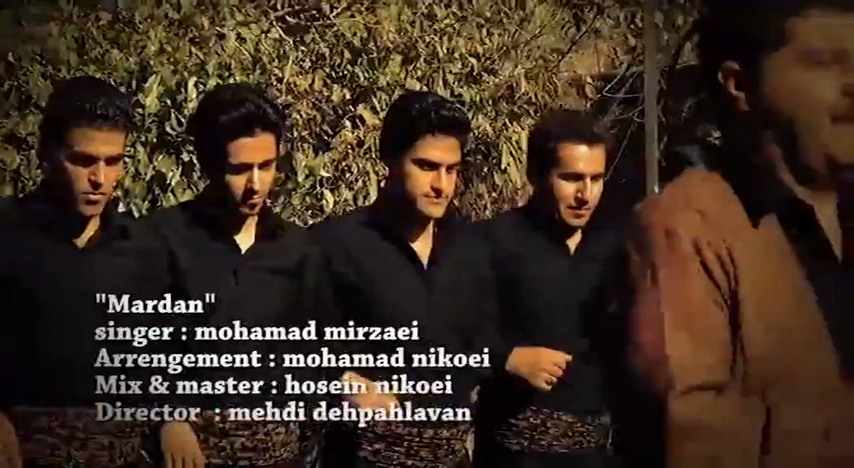 "Mardan"
singer : mohamad mirzaei
Arrengement : mohamad nikoei
Mix & master : hosein nikoei
Director  : mehdi dehpahlavan